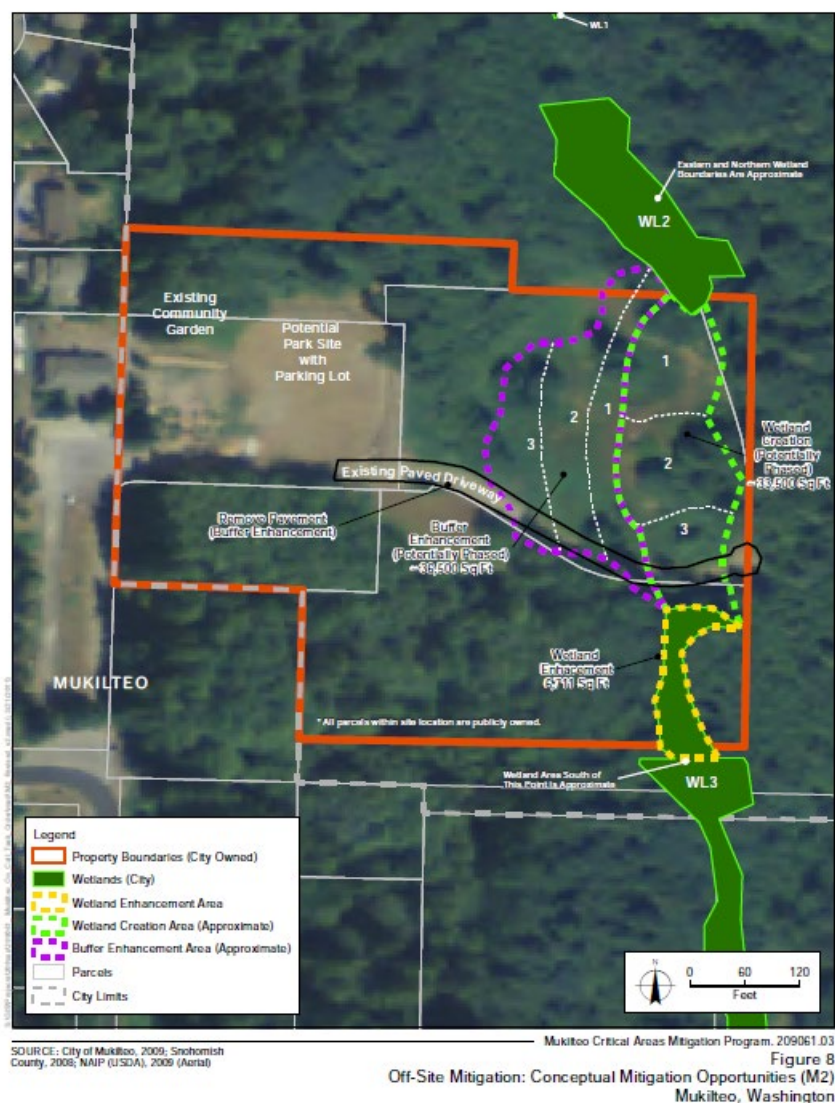 WL1
Eastern and Northern Wetland
Boundaries Are Approximate
WL2
Existing
Community
Garden
Potential
Park Site
with
Parking Lot
1
2
1
3
Wetland
Creation
(Potentially
Phased)
~33,500 Sq Ft
2
3
Existing Paved Driveway
Remove Pavement
(Buffer Enhancement)
Buffer
Enhancement
(Potentially Phased)
Wetland
Enhacement
6,711 Sq Ft
MUKILTEO
* All parcels within site location are publicly owned.
Wetland Area South of
This Point Is Approximate
WL3
Legend
Property Boundaries (City Owned)
Wetlands (City)
Wetland Enhancement Area
Wetland Creation Area (Approximate)
Buffer Enhancement Area (Approximate)
Parcels
City Limits
N
0 60 120
Feet
SOURCE: City of Mukilteo, 2009; Snohomish
County, 2008; NAIP (USDA), 2009 (Aerial)
Mukilteo Critical Areas Mitigation Program. 209061.03
Figure 8
Off-Site Mitigation: Conceptual Mitigation Opportunities (M2)
Mukilteo, Washington